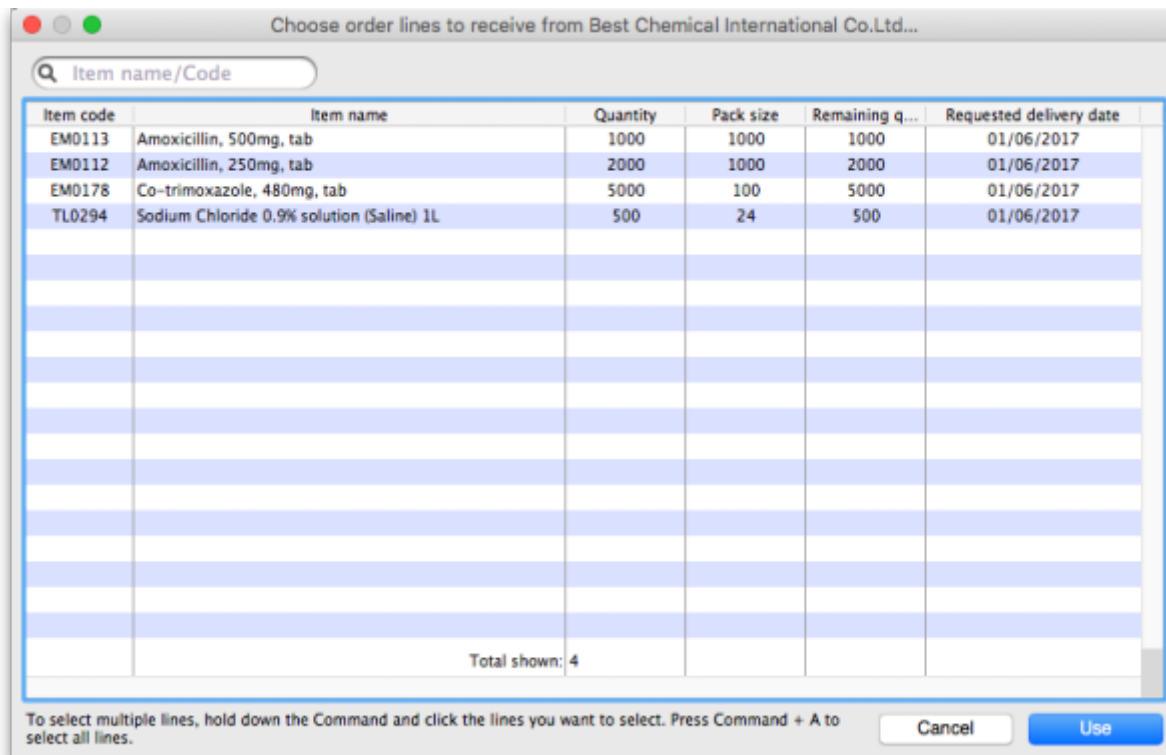 Choose order lines to receive from Best Chemical International Co.Ltd...
Item name/Code
Item code Item name Quantity Pack size Remaining q... Requested delivery date
EM0113 Amoxicillin, 500mg, tab 1000 1000 1000 01/06/2017
EM0112 Amoxicillin, 250mg, tab 2000 1000 2000 01/06/2017
EM0178 Co-trimoxazole, 480mg, tab 5000 100 5000 01/06/2017
TL0294 Sodium Chloride 0.9% solution (Saline) 1L 500 24 500 01/06/2017
Total shown: 4
To select multiple lines, hold down the Command and click the lines you want to select. Press Command + A to
select all lines.
Cancel Use